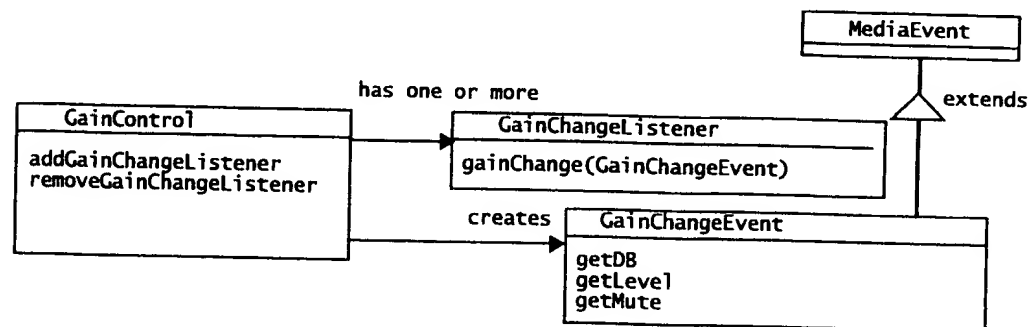 MediaEvent
has one or more
extends
GainControl
GainChangeListener
addGainChangeListener
removeGainChangeListener
gainChange(GainChangeEvent)
creates
GainChangeEvent
getDB
getLevel
getMute